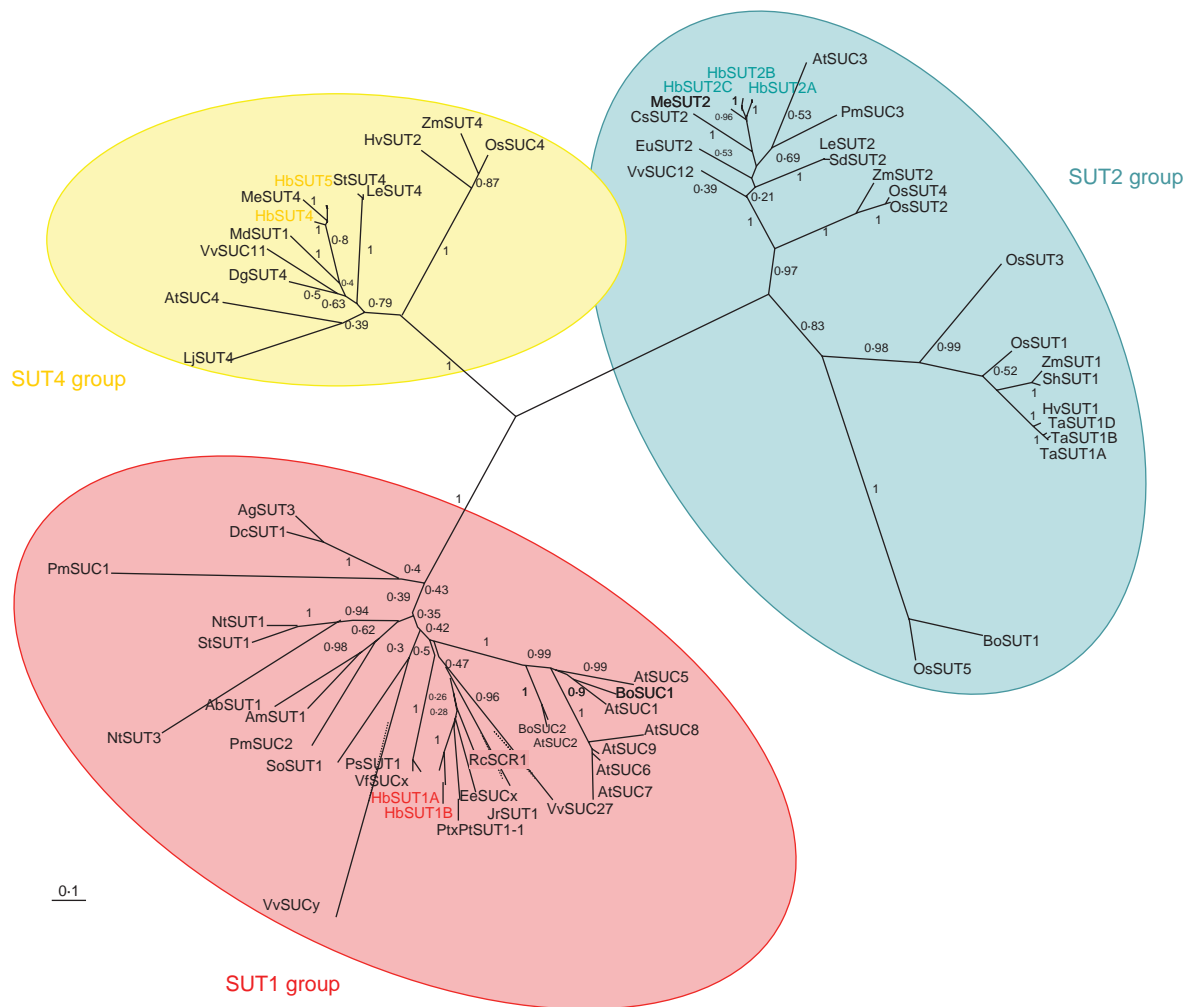 SUT4 group
ZmSUT4
HvSUT2
OsSUC4
0·87
HbSUT5
StSUT4
MeSUT4
LeSUT4
1
HbSUT4
1
0·8
MdSUT1
1
1
1
VvSUC11
DgSUT4
0·4
0·5
0·63
0·79
AtSUC4
0·39
LjSUT4
1
SUT2 group
AtSUC3
HbSUT2B
HbSUT2C
HbSUT2A
MeSUT2
1
1
CsSUT2
0·96
0·53
PmSUC3
1
LeSUT2
EuSUT2
0·53
0·69
SdSUT2
VvSUC12
1
ZmSUT2
0·39
0·21
OsSUT4
OsSUT2
1
1
1
0·97
OsSUT3
0·83
0·98
0·99
OsSUT1
0·52
ZmSUT1
ShSUT1
1
HvSUT1
1
TaSUT1D
1
TaSUT1B
TaSUT1A
1
BoSUT1
OsSUT5
1
AgSUT3
DcSUT1
1
0·4
PmSUC1
0·43
0·39
NtSUT1
1
0·94
0·35
StSUT1
0·62
0·42
0·98
0·3
0·5
1
0·99
0·47
0·99
AtSUC5
AbSUT1
BoSUC1
AmSUT1
0·26
0·96
1
0·9
AtSUC1
1
0·28
1
BoSUC2
AtSUC8
NtSUT3
PmSUC2
1
AtSUC2
AtSUC9
SoSUT1
PsSUT1
RcSCR1
AtSUC6
VfSUCx
AtSUC7
HbSUT1A
EeSUCx
VvSUC27
HbSUT1B
JrSUT1
PtxPtSUT1-1
0·1
VvSUCy
SUT1 group